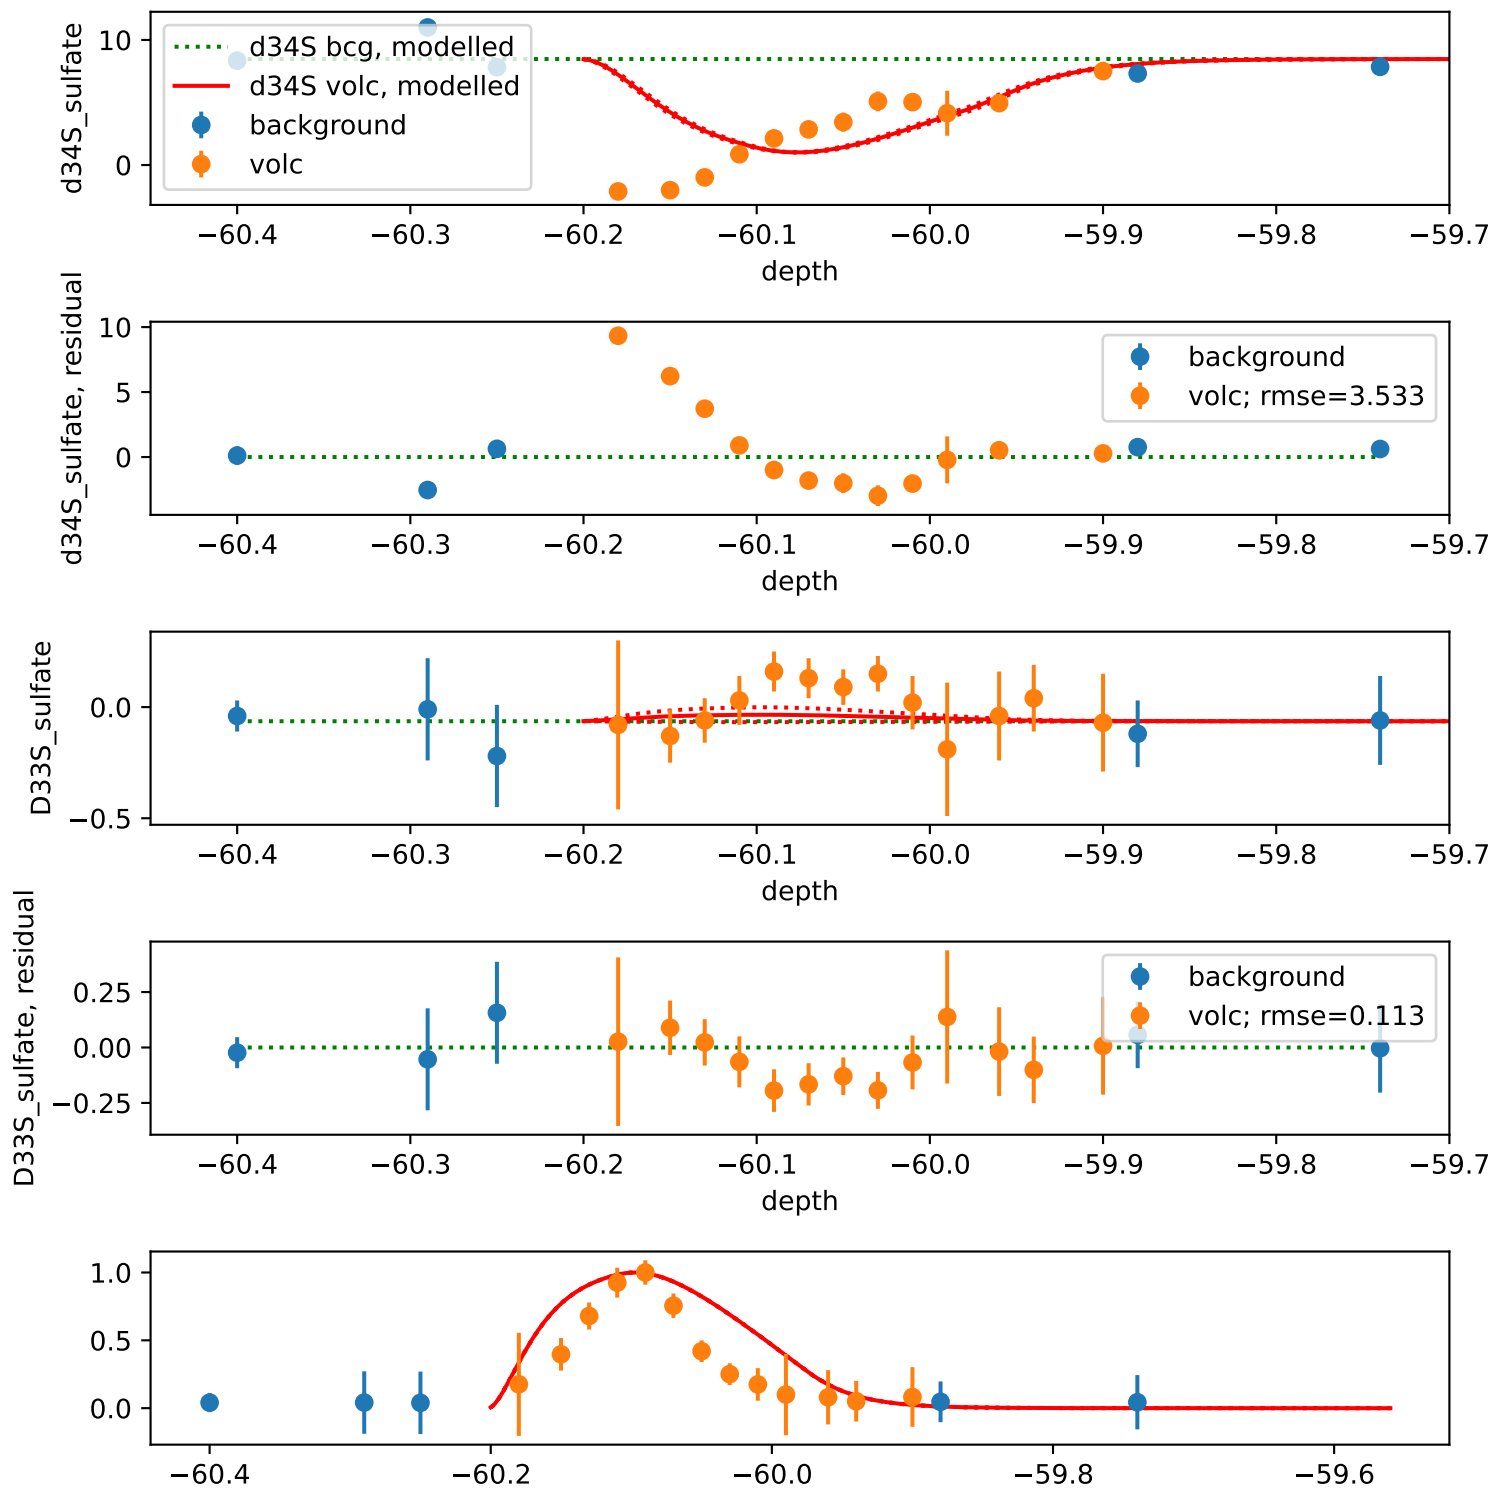 10
0
d34S_sulfate
d34S bcg, modelled
d34S volc, modelled
background
volc
−60.4 −60.3 −60.2 −60.1 −60.0 −59.9 −59.8 −59.7
depth
10
5
0
d34S_sulfate, residual
background
volc; rmse=3.533
−60.4 −60.3 −60.2 −60.1 −60.0 −59.9 −59.8 −59.7
depth
0.0
−0.5
D33S_sulfate
−60.4 −60.3 −60.2 −60.1 −60.0 −59.9 −59.8 −59.7
depth
0.25
0.00
−0.25
D33S_sulfate, residual
background
volc; rmse=0.113
−60.4 −60.3 −60.2 −60.1 −60.0 −59.9 −59.8 −59.7
depth
1.0
0.5
0.0
−60.4 −60.2 −60.0 −59.8 −59.6